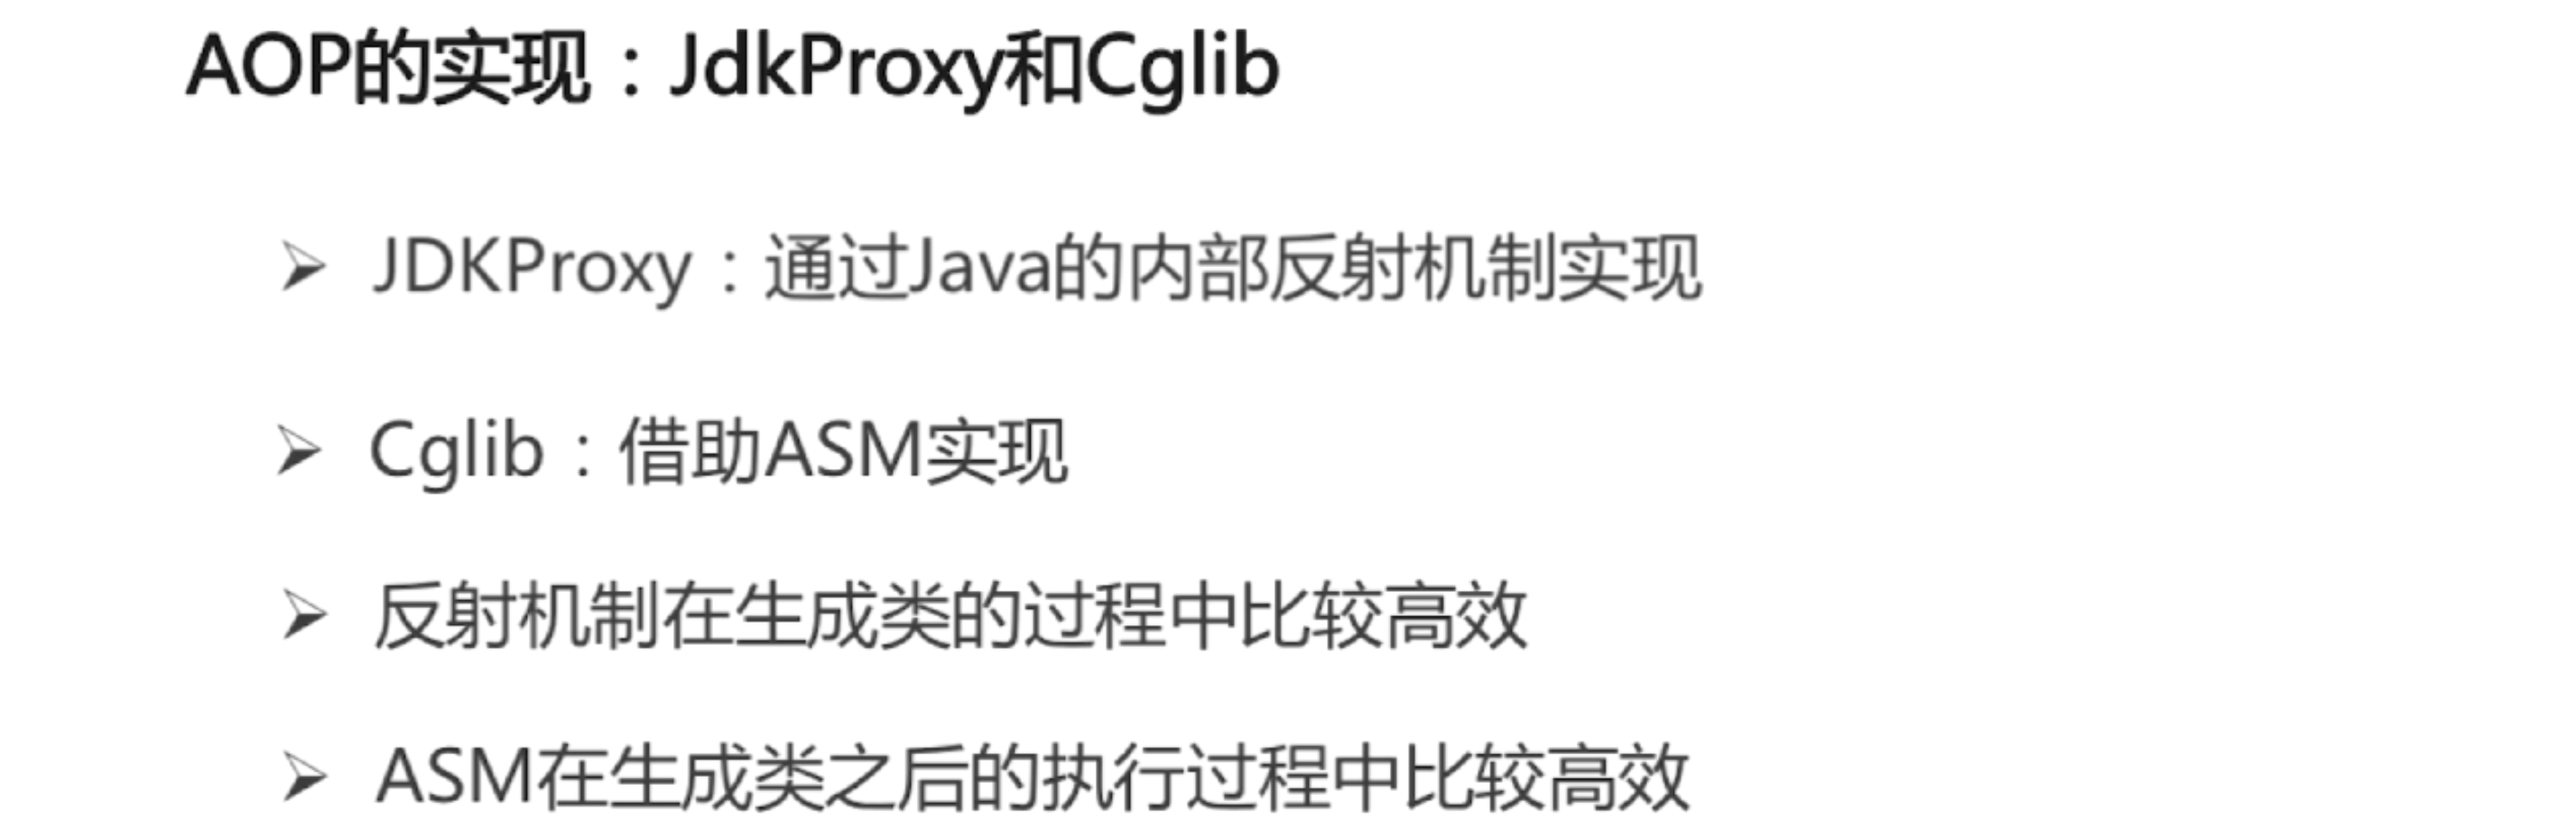 AOP的实现：JdkProxy和Cglib
➢ JDKProxy：通过Java的内部反射机制实现
➢ Cglib：借助ASM实现
➢ 反射机制在生成类的过程中比较高效
➢ ASM在生成类之后的执行过程中比较高效